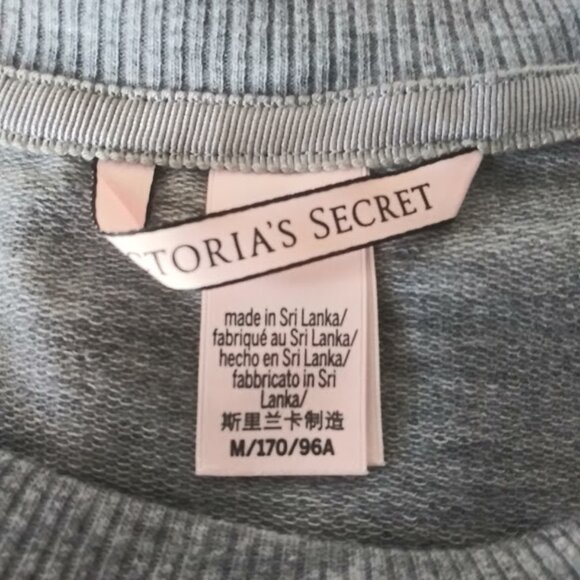 TORIA'S SECRET
made in Sri Lanka/
fabriqué au Sri Lanka/
hecho en Sri Lanka/
fabbricato in Sri
Lanka/
斯里兰卡制造
M/170/96A